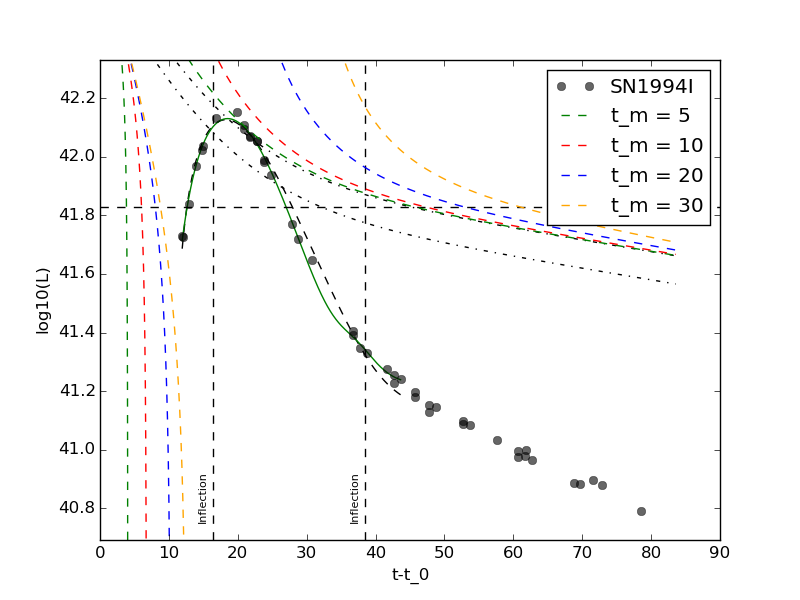 SN1994I
t_m = 5
t_m = 10
t_m = 20
t_m = 30
42.2
42.0
41.8
41.6
41.4
41.2
41.0
40.8
log10(L)
Inflection
Inflection
0 10 20 30 40 50 60 70 80 90
t-t_0